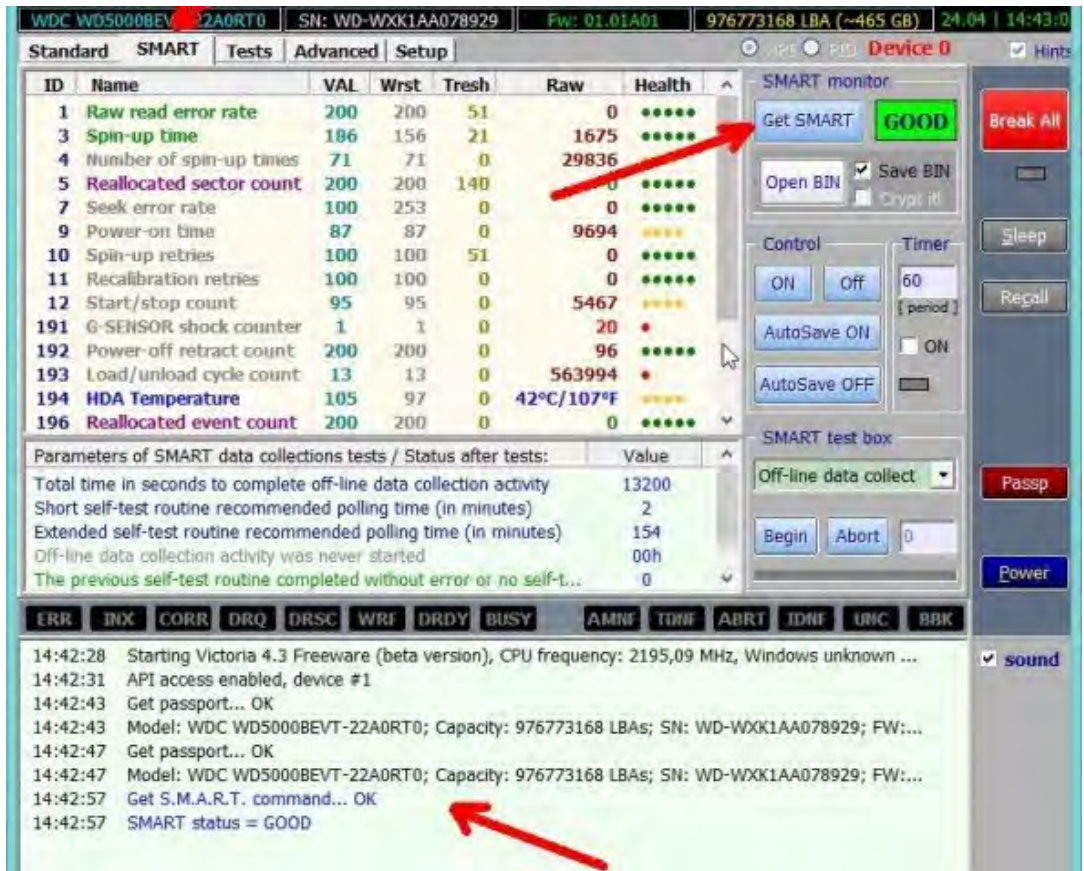 WDC WD5000BEVT-22A0RT0 SN: WD-WXK1AA078929 Fw: 01.01A01 976773168 LBA (~465 GB) 24.04 14:43:0
Standard SMART Tests Advanced Setup API PIO Device 0 Hints
ID Name VAL Wrst Tresh Raw Health
1 Raw read error rate 200 200 51 0
3 Spin-up time 186 156 21 1675
4 Number of spin-up times 71 71 0 29836
5 Reallocated sector count 200 200 140 0
7 Seek error rate 100 253 0 0
9 Power-on time 87 87 0 9694
10 Spin-up retries 100 100 51 0
11 Recalibration retries 100 100 0 0
12 Start/stop count 95 95 0 5467
191 G-SENSOR shock counter 1 1 0 20
192 Power-off retract count 200 200 0 96
193 Load/unload cycle count 13 13 0 563994
194 HDA Temperature 105 97 0 42°C/107°F
196 Reallocated event count 200 200 0 0
SMART monitor
Get SMART GOOD
Open BIN Save BIN
Crypt it!
Control Timer
ON Off 60
[ period ]
AutoSave ON ON
AutoSave OFF
Break All
Sleep
Recall
Parameters of SMART data collections tests / Status after tests: Value
Total time in seconds to complete off-line data collection activity 13200
Short self-test routine recommended polling time (in minutes) 2
Extended self-test routine recommended polling time (in minutes) 154
Off-line data collection activity was never started 00h
The previous self-test routine completed without error or no self-t... 0
SMART test box
Off-line data collect
Begin Abort 0
Passp
Power
ERR INX CORR DRQ DRSC WRF DRDY BUSY AMNF T0NF ABRT IDNF UNC BBK
14:42:28 Starting Victoria 4.3 Freeware (beta version), CPU frequency: 2195,09 MHz, Windows unknown ...
14:42:31 API access enabled, device #1
14:42:43 Get passport... OK
14:42:43 Model: WDC WD5000BEVT-22A0RT0; Capacity: 976773168 LBAs; SN: WD-WXK1AA078929; FW:...
14:42:47 Get passport... OK
14:42:47 Model: WDC WD5000BEVT-22A0RT0; Capacity: 976773168 LBAs; SN: WD-WXK1AA078929; FW:...
14:42:57 Get S.M.A.R.T. command... OK
14:42:57 SMART status = GOOD
sound